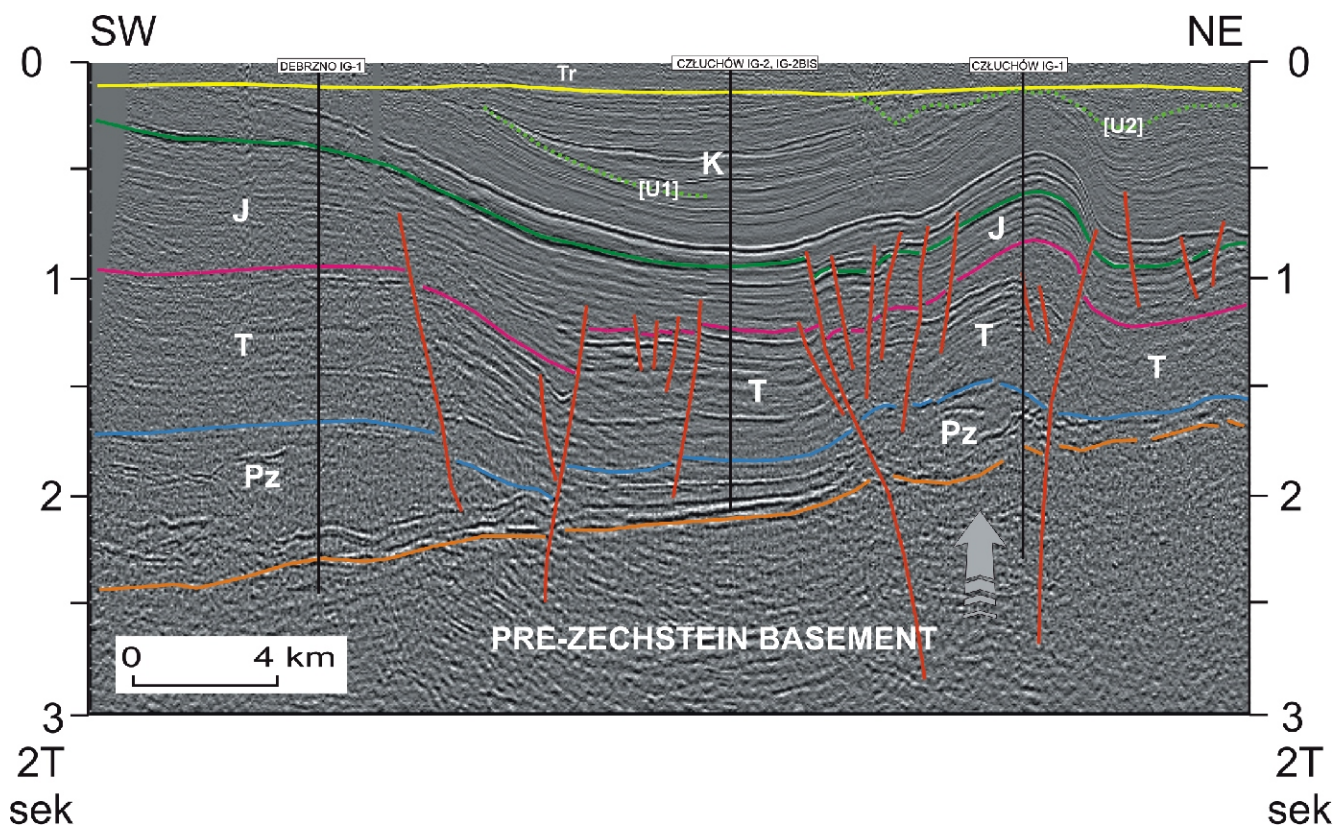 SW
NE
0
0
DEBRZNO IG-1
Tr
CZŁUCHÓW IG-2, IG-2BIS
CZŁUCHÓW IG-1
[U2]
K
[U1]
J
J
1
1
T
T
T
T
Pz
Pz
2
2
PRE-ZECHSTEIN BASEMENT
0 4 km
3
3
2T
sek
2T
sek